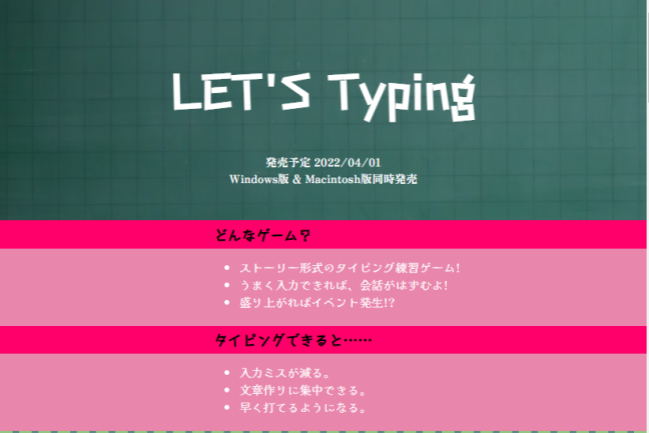 LET'S Typing
発売予定 2022/04/01
Windows版 & Macintosh版同時発売
どんなゲーム？
ストーリー形式のタイピング練習ゲーム!
うまく入力できれば、会話がはずむよ!
盛り上がればイベント発生!?
タイピングできると……
入力ミスが減る。
文章作りに集中できる。
早く打てるようになる。